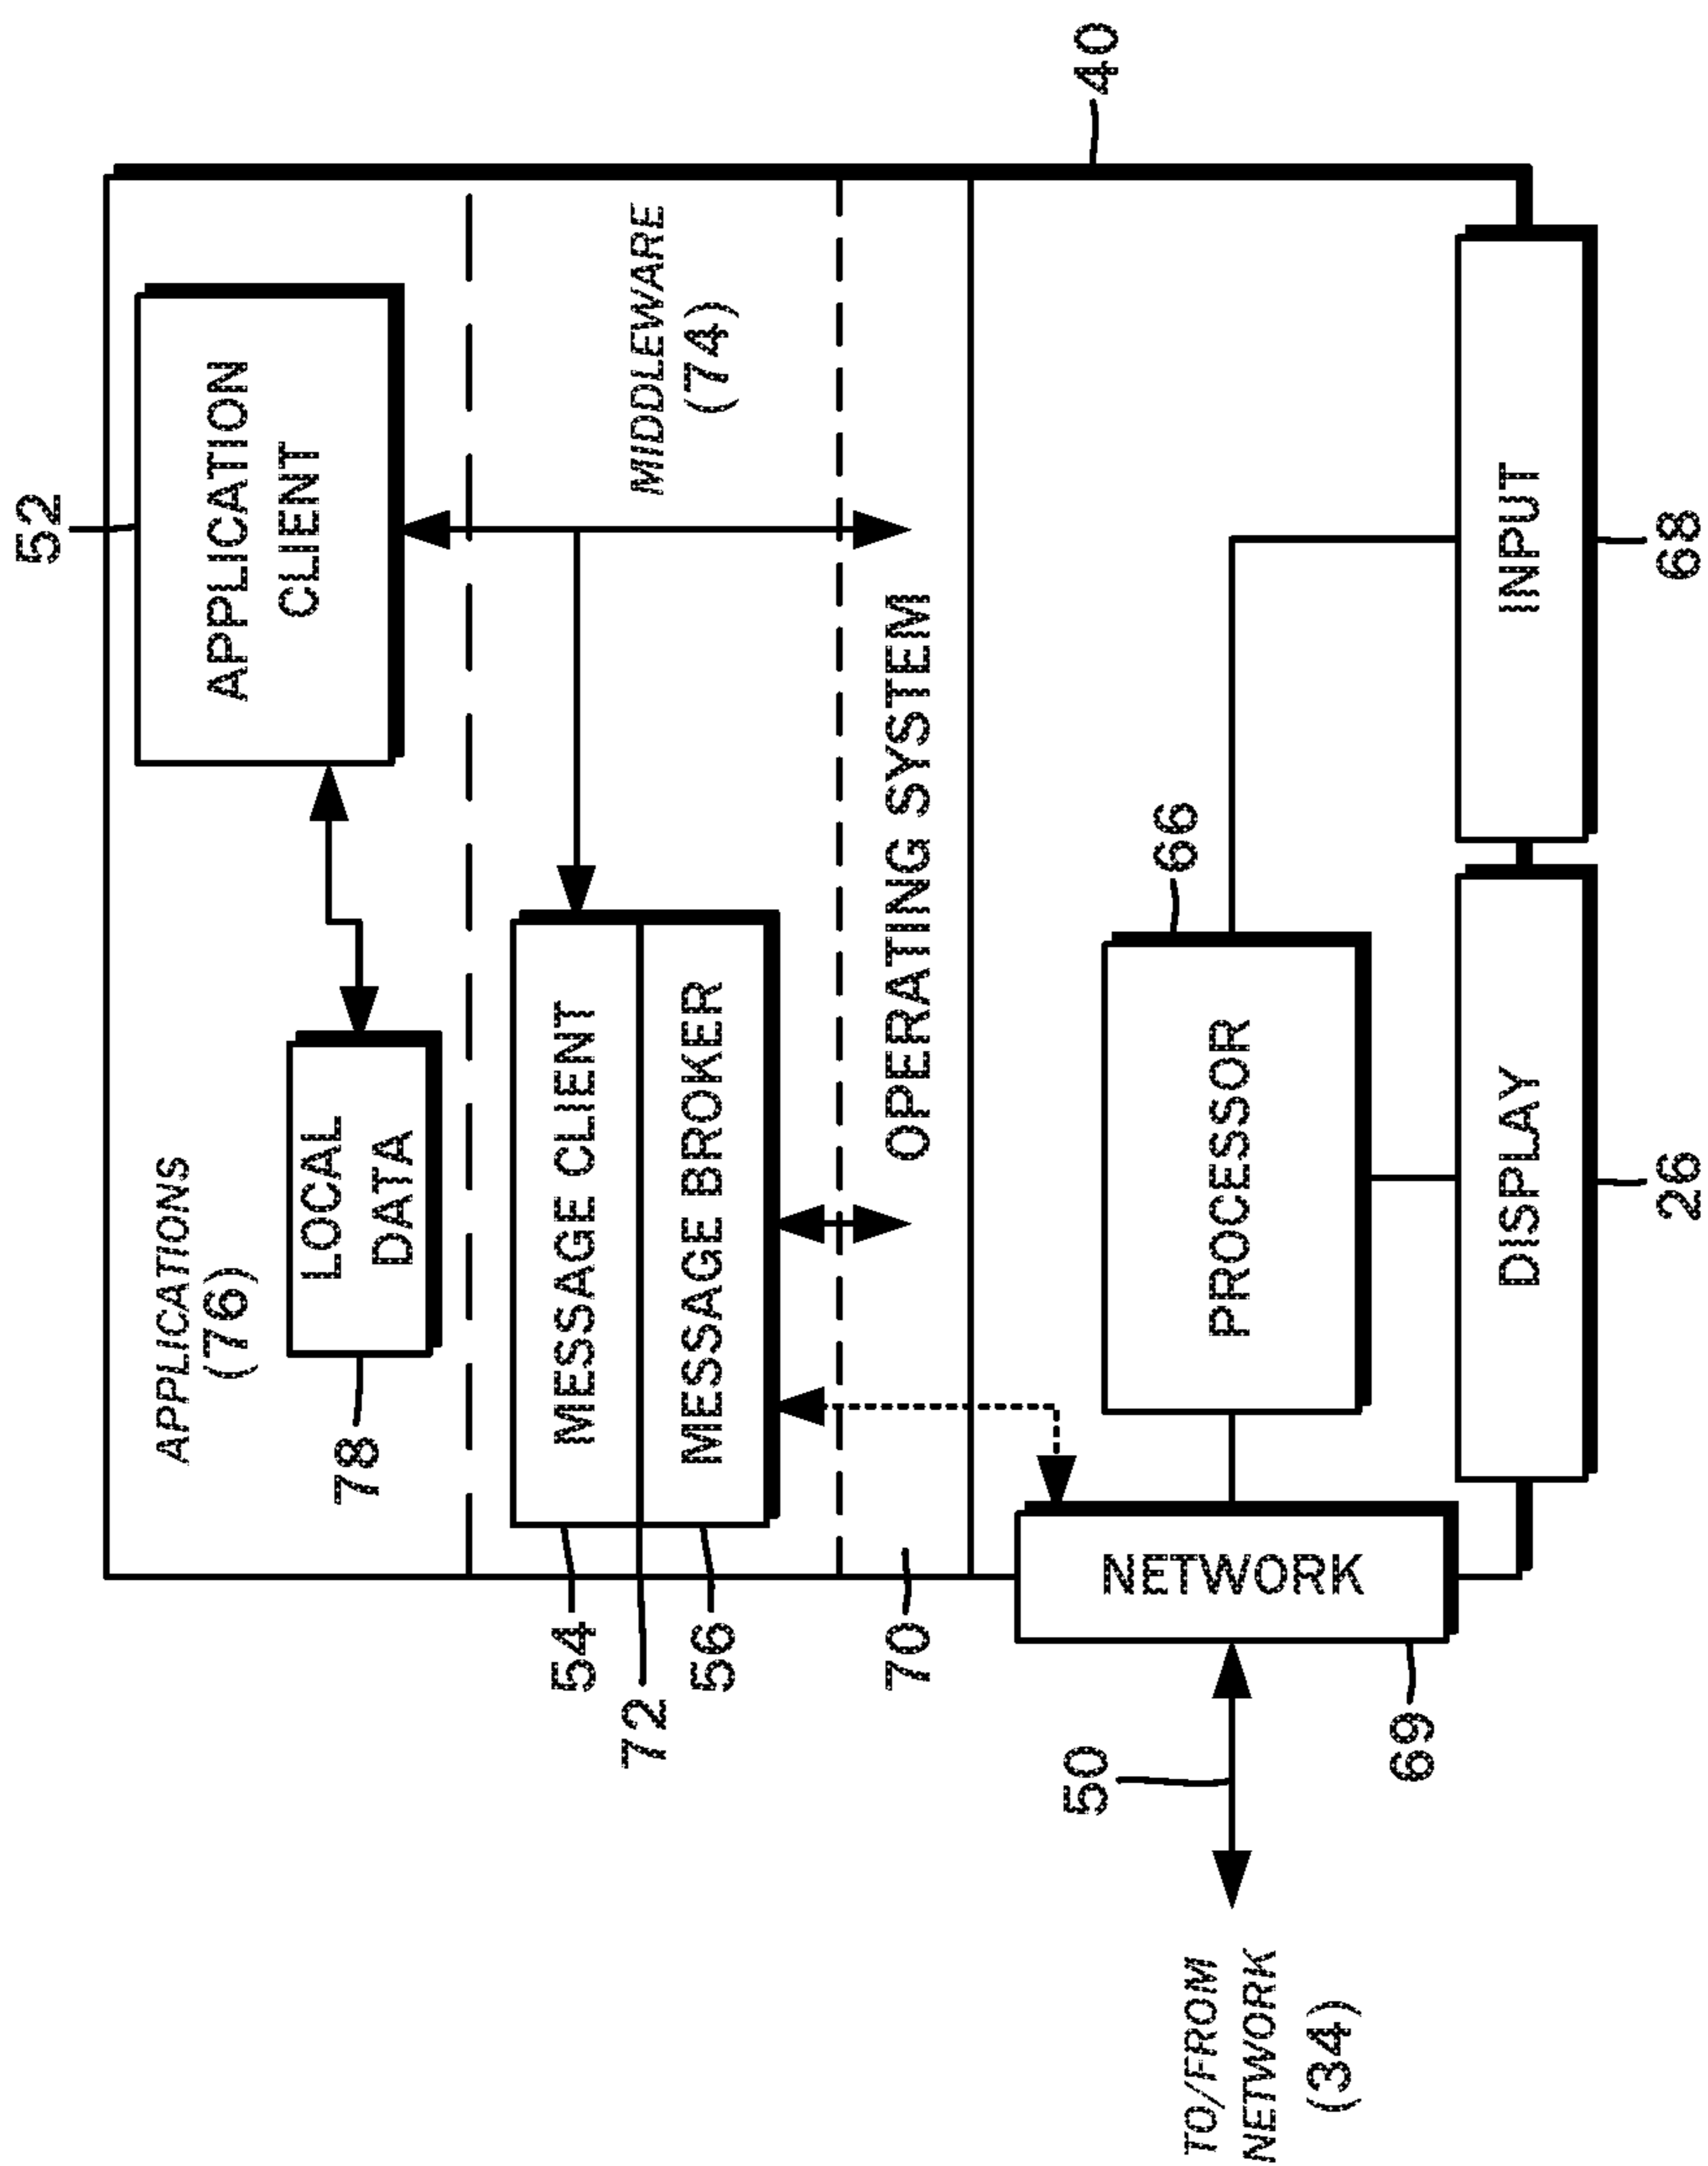 40
52
APPLICATION
CLIENT
APPLICATIONS
(76)
LOCAL
DATA
78
MIDDLEWARE
(74)
MESSAGE CLIENT
MESSAGE BROKER
54
72
56
OPERATING SYSTEM
70
66
PROCESSOR
NETWORK
69
50
TO/FROM
NETWORK
(34)
DISPLAY
26
INPUT
68